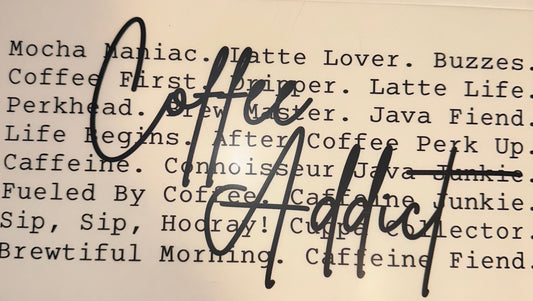 Mocha Maniac. Latte Lover. Buzzes.
Coffee First. Dripper. Latte Life.
Perkhead. Brew Master. Java Fiend.
Life Begins. After Coffee Perk Up.
Caffeine. Connoisseur Java Junkie.
Fueled By Coffee. Caffeine Junkie.
Sip, Sip, Hooray! Cuppa Collector.
Brewtiful Morning. Caffeine Fiend.
Coffee
Addict